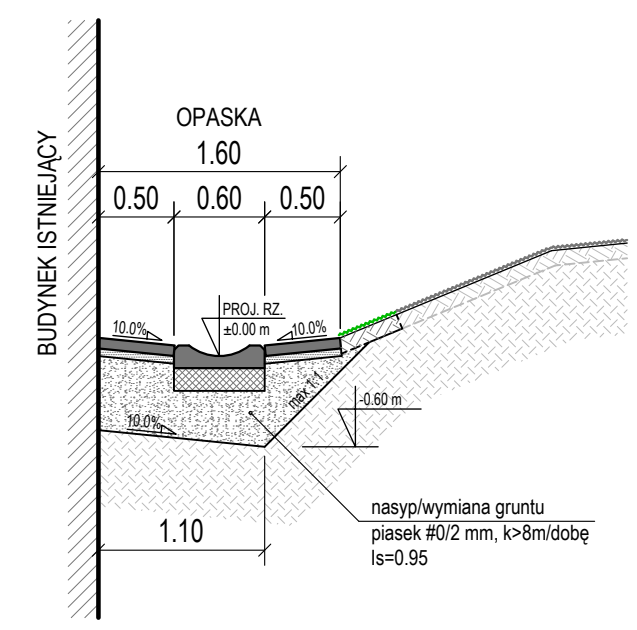 OPASKA
1.60
0.50 0.60 0.50
BUDYNEK ISTNIEJĄCY
PROJ. RZ.
±0.00 m
10.0%
10.0%
max 1:1
-0.60 m
10.0%
1.10
nasyp/wymiana gruntu
piasek #0/2 mm, k>8m/dobę
Is=0.95